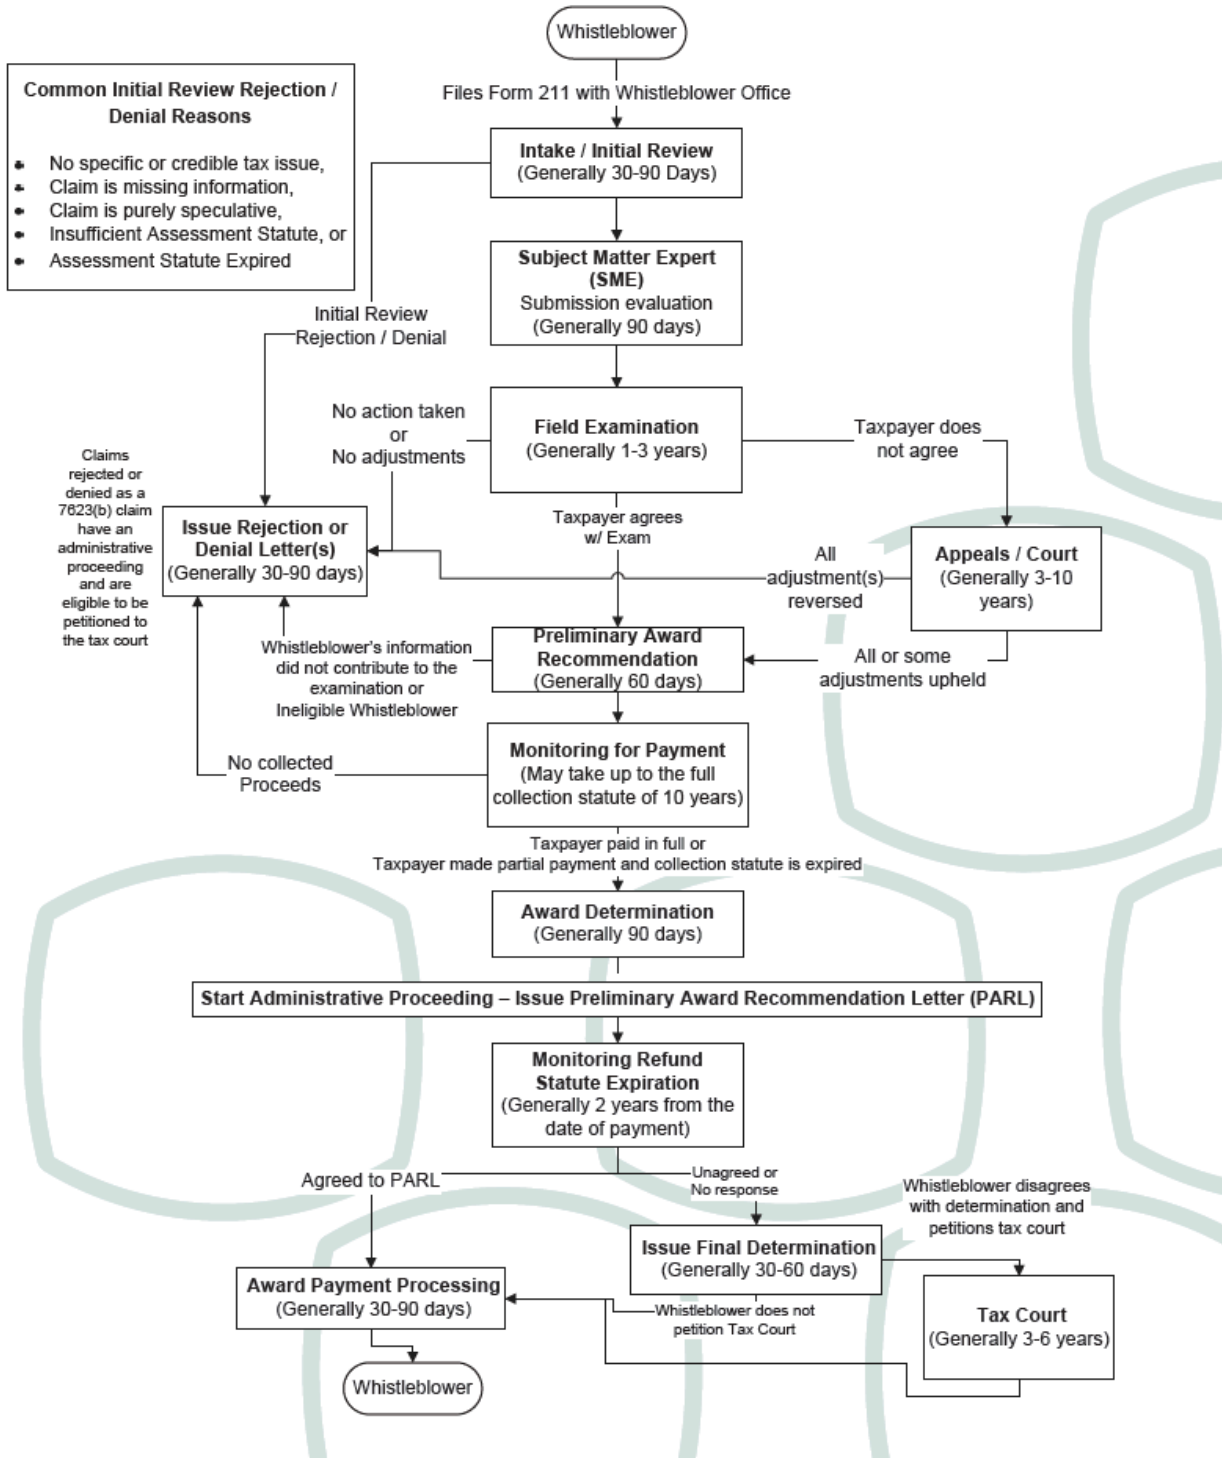 Whistleblower
Files Form 211 with Whistleblower Office
Common Initial Review Rejection /
Denial Reasons
• No specific or credible tax issue,
• Claim is missing information,
• Claim is purely speculative,
• Insufficient Assessment Statute, or
• Assessment Statute Expired
Intake / Initial Review
(Generally 30-90 Days)
Subject Matter Expert
(SME)
Submission evaluation
(Generally 90 days)
Initial Review
Rejection / Denial
No action taken
or
No adjustments
Field Examination
(Generally 1-3 years)
Taxpayer does
not agree
Claims
rejected or
denied as a
7623(b) claim
have an
administrative
proceeding
and are
eligible to be
petitioned to
the tax court
Issue Rejection or
Denial Letter(s)
(Generally 30-90 days)
Taxpayer agrees
w/ Exam
All
adjustment(s)
reversed
Appeals / Court
(Generally 3-10
years)
Whistleblower's information
did not contribute to the
examination or
Ineligible Whistleblower
Preliminary Award
Recommendation
(Generally 60 days)
All or some
adjustments upheld
No collected
Proceeds
Monitoring for Payment
(May take up to the full
collection statute of 10 years)
Taxpayer paid in full or
Taxpayer made partial payment and collection statute is expired
Award Determination
(Generally 90 days)
Start Administrative Proceeding – Issue Preliminary Award Recommendation Letter (PARL)
Monitoring Refund
Statute Expiration
(Generally 2 years from the
date of payment)
Agreed to PARL
Unagreed or
No response
Whistleblower disagrees
with determination and
petitions tax court
Issue Final Determination
(Generally 30-60 days)
Award Payment Processing
(Generally 30-90 days)
Whistleblower does not
petition Tax Court
Tax Court
(Generally 3-6 years)
Whistleblower